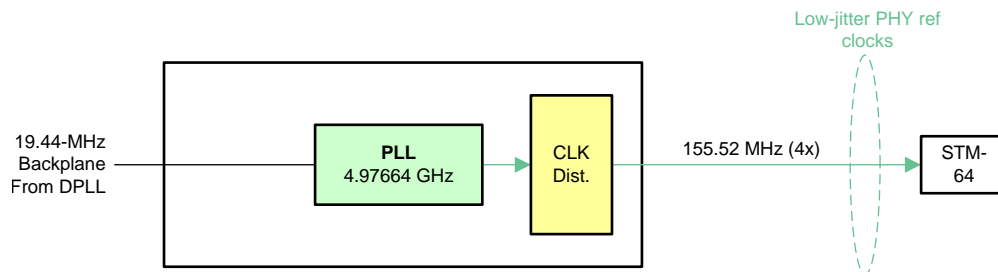 Low-jitter PHY ref
clocks
19.44-MHz
Backplane
From DPLL
PLL
4.97664 GHz
CLK
Dist.
155.52 MHz (4x)
STM-
64